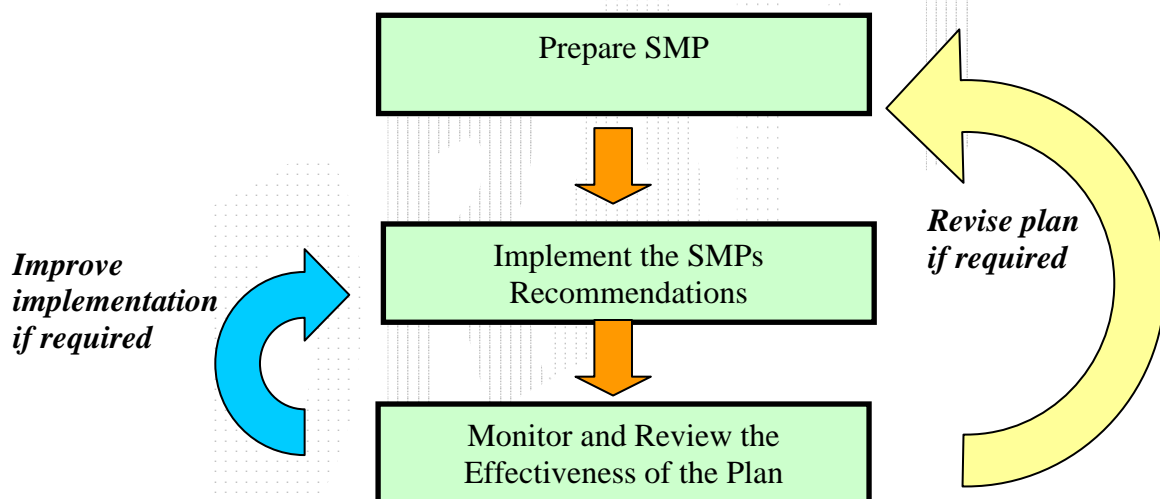 Prepare SMP
Implement the SMPs
Recommendations
Revise plan
if required
Improve
implementation
if required
Monitor and Review the
Effectiveness of the Plan